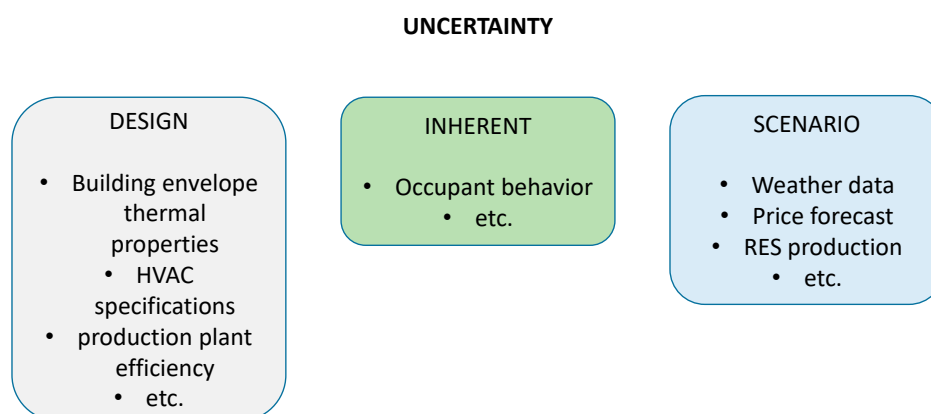 UNCERTAINTY
DESIGN
• Building envelope
thermal
properties
• HVAC
specifications
• production plant
efficiency
• etc.
INHERENT
• Occupant behavior
• etc.
SCENARIO
• Weather data
• Price forecast
• RES production
• etc.